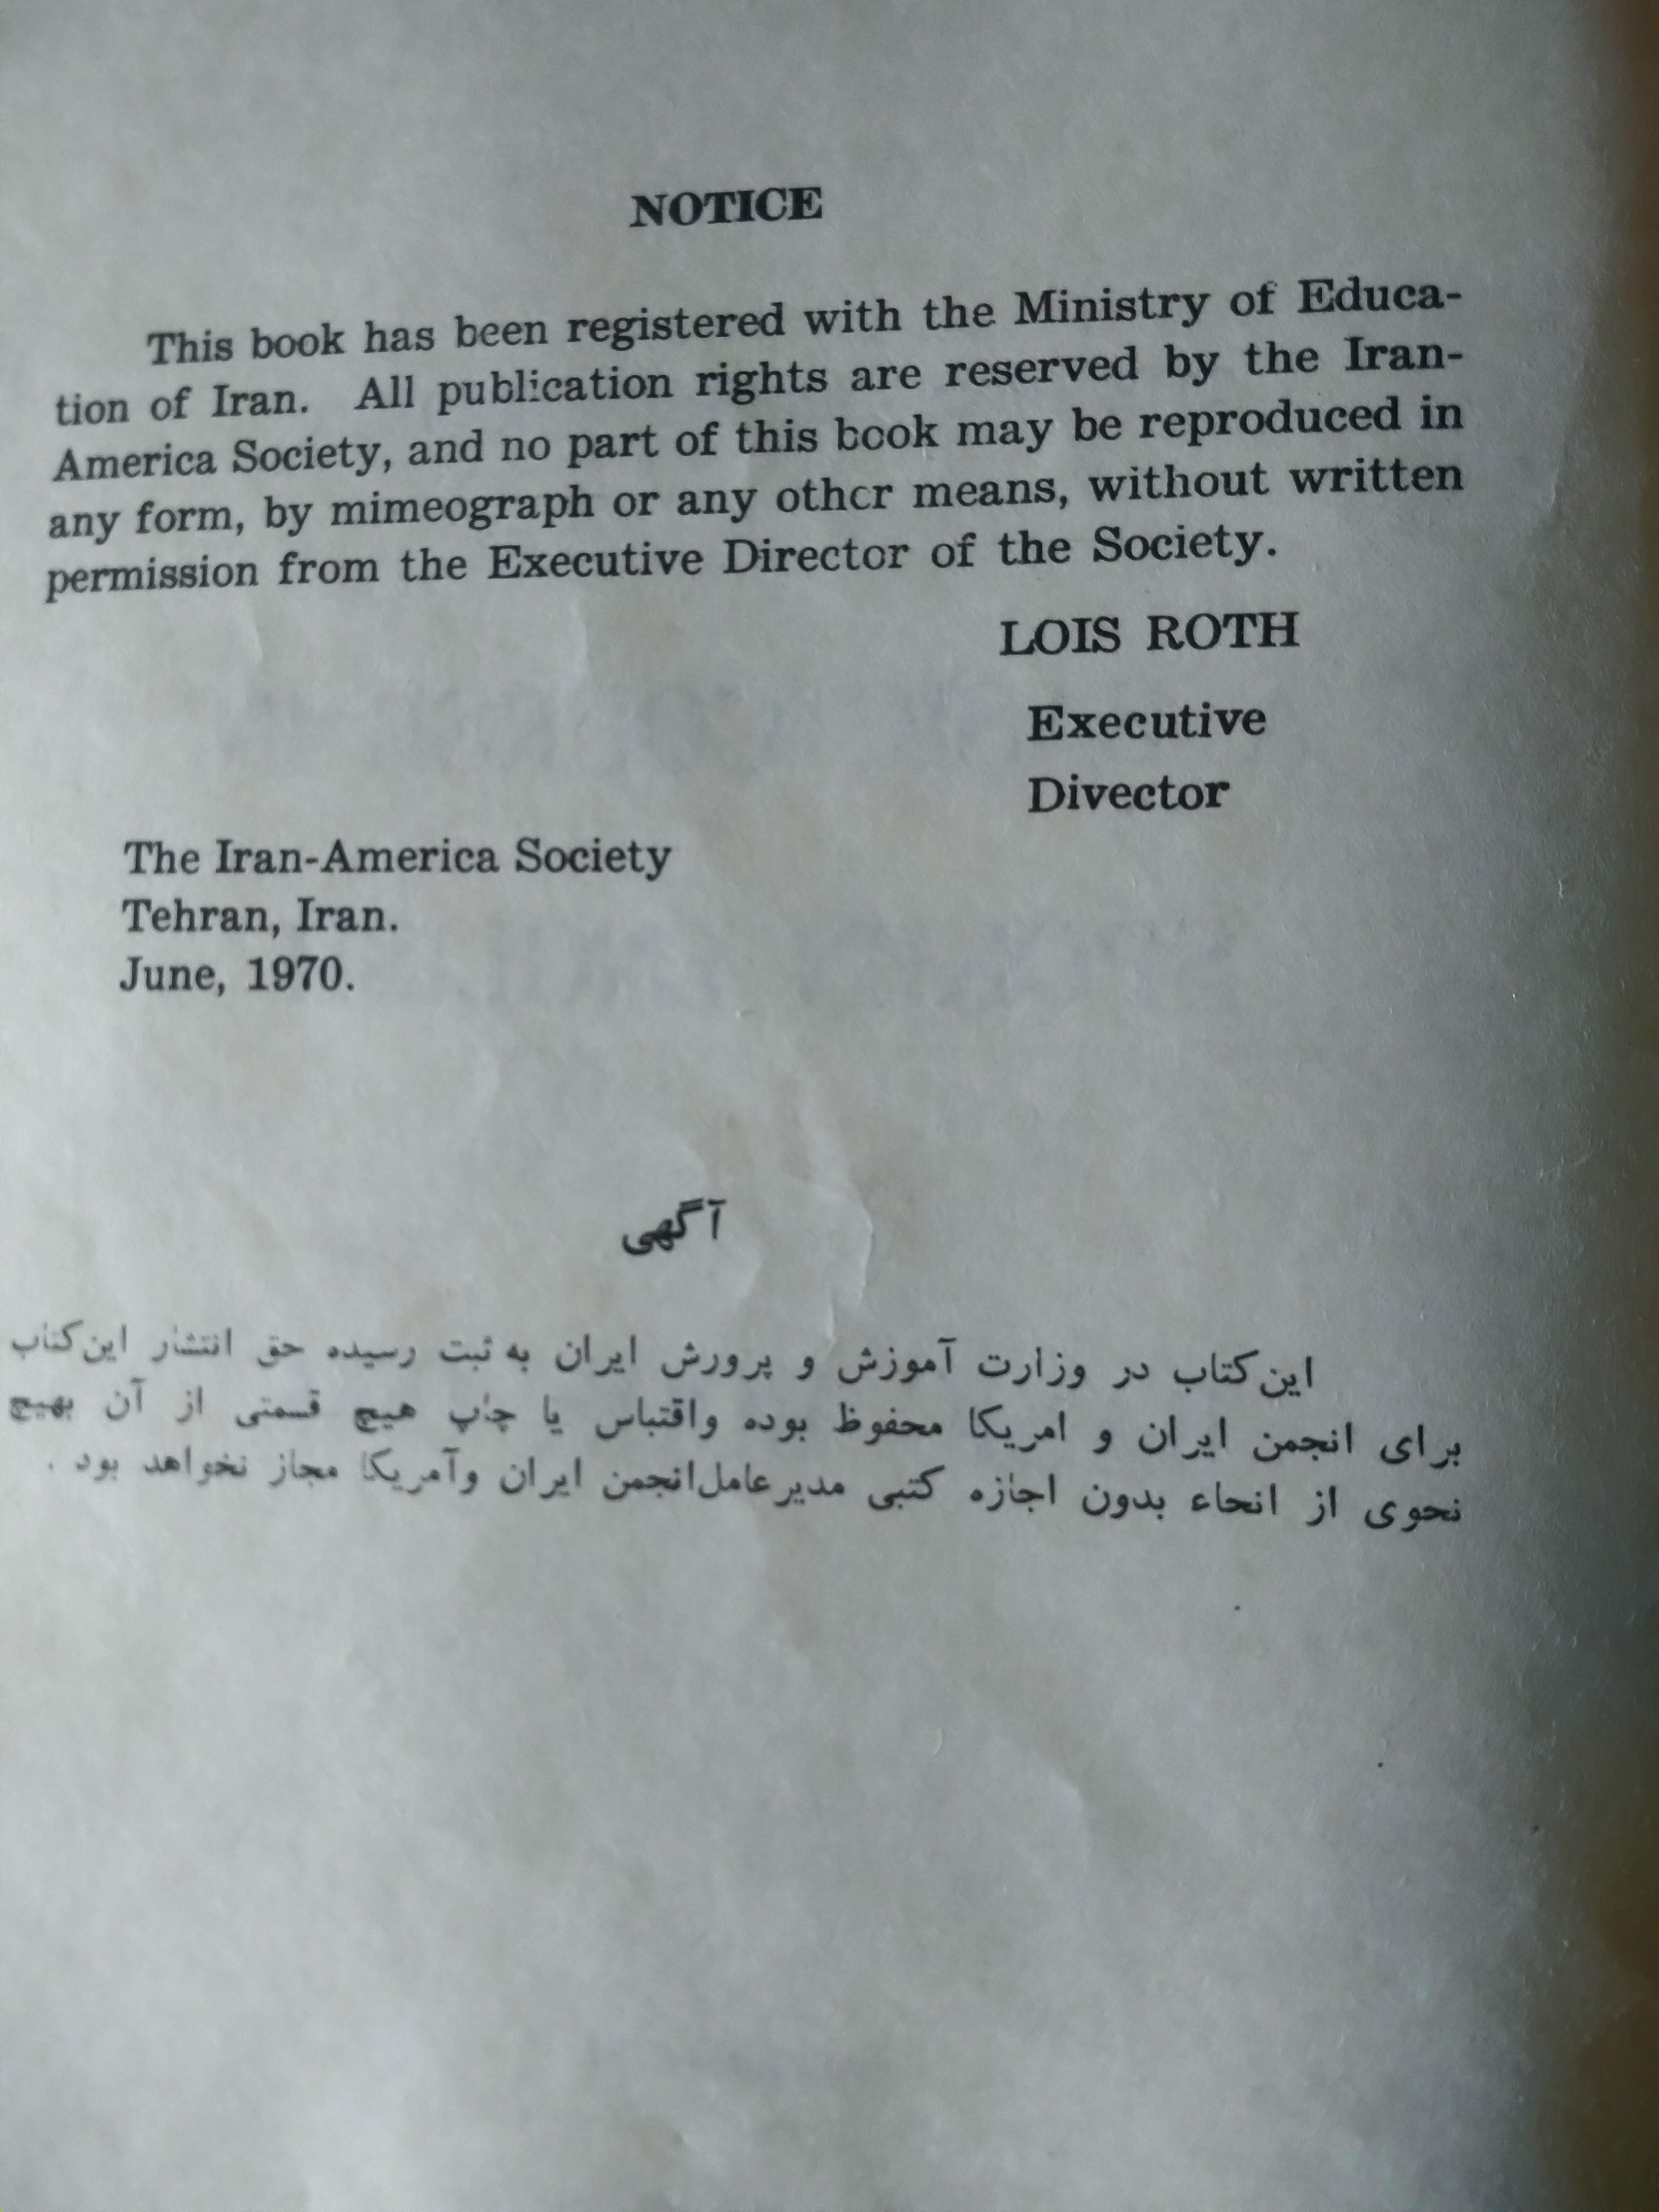 NOTICE
This book has been registered with the Ministry of Educa-
tion of Iran. All publication rights are reserved by the Iran-
America Society, and no part of this book may be reproduced in
any form, by mimeograph or any other means, without written
permission from the Executive Director of the Society.
LOIS ROTH
Executive
Divector
The Iran-America Society
Tehran, Iran.
June, 1970.
آگهی
این کتاب در وزارت آموزش و پرورش ایران به ثبت رسیده حق انتشار این کتاب
برای انجمن ایران و امریکا محفوظ بوده واقتباس یا چاپ هیچ قسمتی از آن بهیچ
نحوی از انحاء بدون اجازه کتبی مدیرعامل انجمن ایران وآمریکا مجاز نخواهد بود .